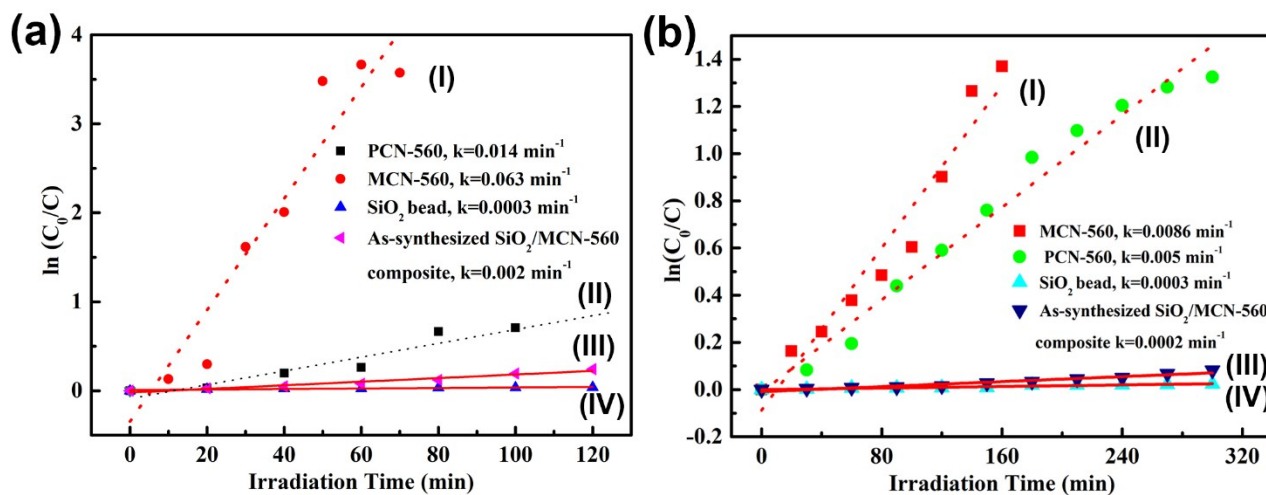 (a)
ln (C₀/C)
4
3
2
1
0
(I)
PCN-560, k=0.014 min⁻¹
MCN-560, k=0.063 min⁻¹
SiO₂ bead, k=0.0003 min⁻¹
As-synthesized SiO₂/MCN-560
composite, k=0.002 min⁻¹
(II)
(III)
(IV)
0 20 40 60 80 100 120
Irradiation Time (min)
(b)
ln(C₀/C)
1.4
1.2
1.0
0.8
0.6
0.4
0.2
0.0
-0.2
(I)
(II)
MCN-560, k=0.0086 min⁻¹
PCN-560, k=0.005 min⁻¹
SiO₂ bead, k=0.0003 min⁻¹
As-synthesized SiO₂/MCN-560
composite k=0.0002 min⁻¹
(III)
(IV)
0 80 160 240 320
Irradiation Time (min)